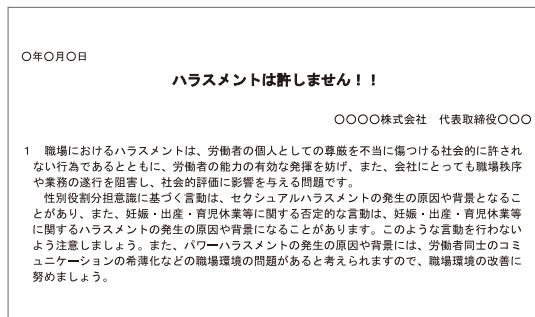 〇年〇月〇日
ハラスメントは許しません！！
〇〇〇〇株式会社　代表取締役〇〇〇
１　職場におけるハラスメントは、労働者の個人としての尊厳を不当に傷つける社会的に許され
ない行為であるとともに、労働者の能力の有効な発揮を妨げ、また、会社にとっても職場秩序
や業務の遂行を阻害し、社会的評価に影響を与える問題です。
性別役割分担意識に基づく言動は、セクシュアルハラスメントの発生の原因や背景となるこ
とがあり、また、妊娠・出産・育児休業等に関する否定的な言動は、妊娠・出産・育児休業等
に関するハラスメントの発生の原因や背景になることがあります。このような言動を行わない
よう注意しましょう。また、パワーハラスメントの発生の原因や背景には、労働者同士のコミ
ュニケーションの希薄化などの職場環境の問題があると考えられますので、職場環境の改善に
努めましょう。